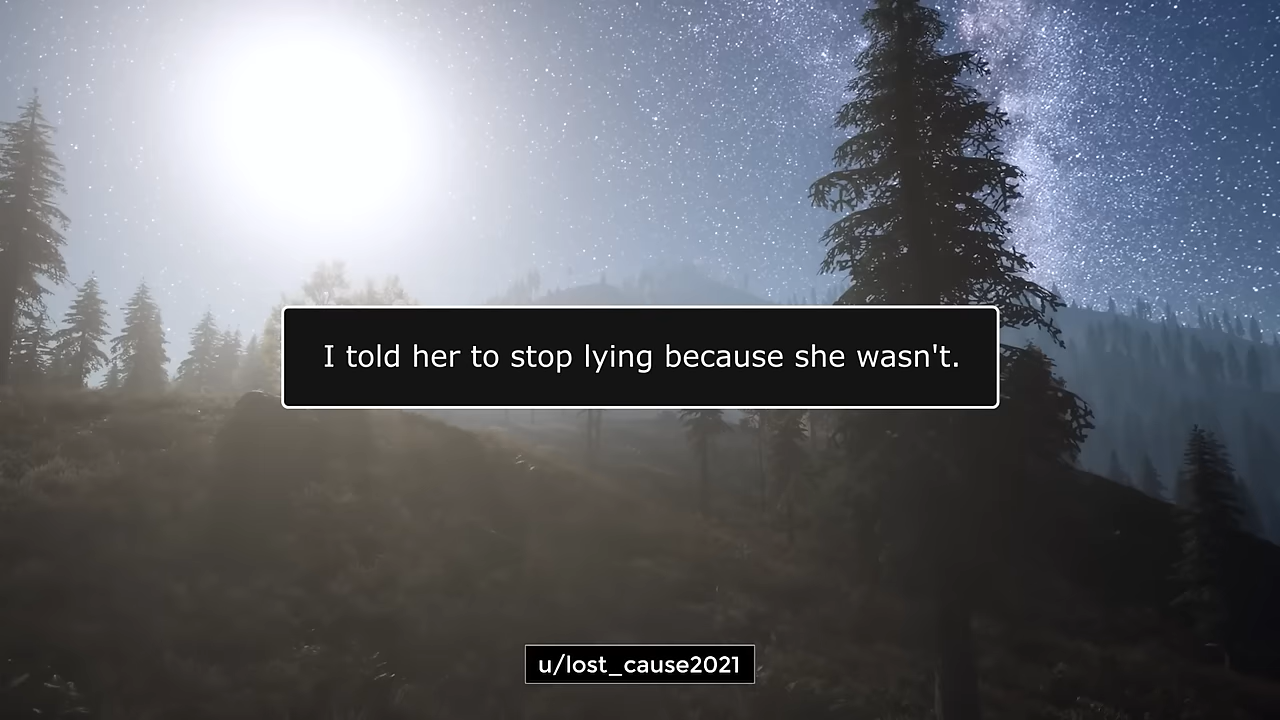 I told her to stop lying because she wasn't.
u/lost_cause2021